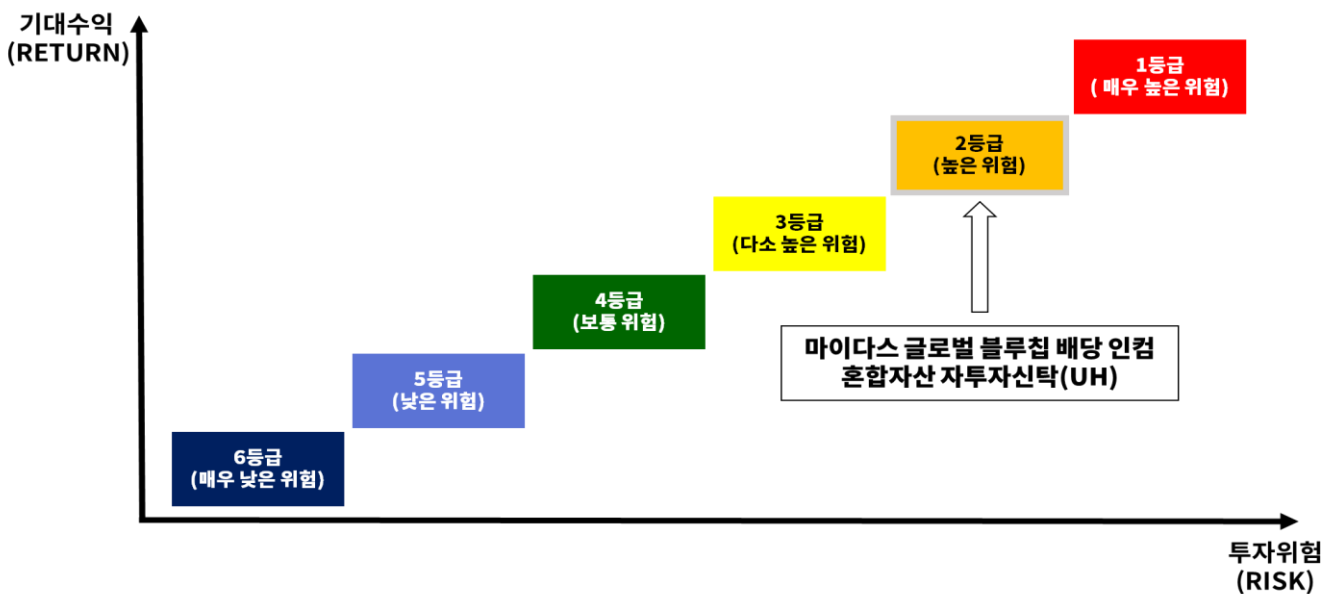 기대수익
(RETURN)
1등급
( 매우 높은 위험)
2등급
(높은 위험)
3등급
(다소 높은 위험)
4등급
(보통 위험)
마이다스 글로벌 블루칩 배당 인컴
혼합자산 자투자신탁(UH)
5등급
(낮은 위험)
6등급
(매우 낮은 위험)
투자위험
(RISK)